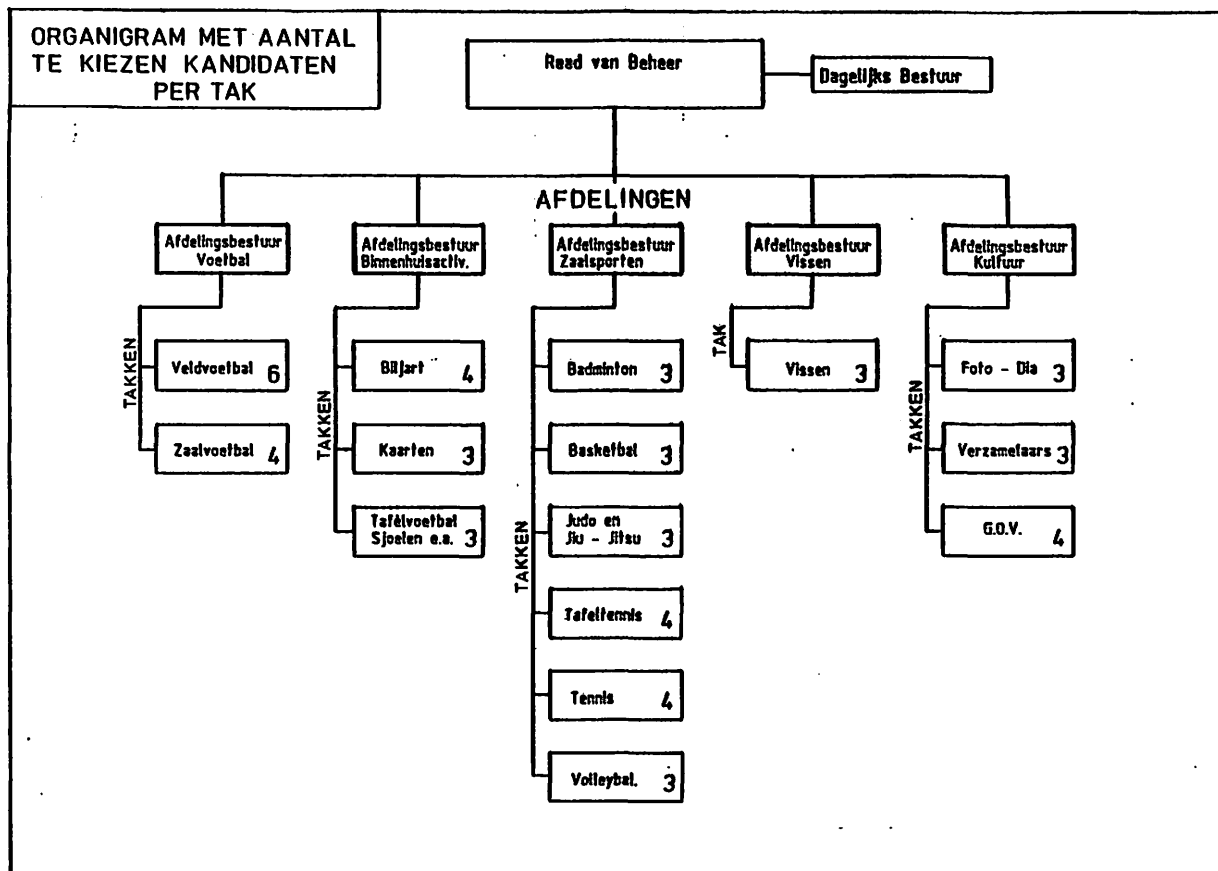 ORGANIGRAM MET AANTAL
TE KIEZEN KANDIDATEN
PER TAK
Raad van Beheer
Dagelijks Bestuur
AFDELINGEN
Afdelingsbestuur
Voetbal
TAKKEN
Veldvoetbal 6
Zaalvoetbal 4
Afdelingsbestuur
Binnenhuisactiv.
TAKKEN
Biljart 4
Kaarten 3
Tafelvoetbal
Sjoelen e.a. 3
Afdelingsbestuur
Zaalsporten
TAKKEN
Badminton 3
Basketbal 3
Judo en
Jiu - Jitsu 3
Tafeltennis 4
Tennis 4
Volleybal. 3
Afdelingsbestuur
Vissen
TAK
Vissen 3
Afdelingsbestuur
Kultuur
TAKKEN
Foto - Dia 3
Verzamelaars 3
G.O.V. 4